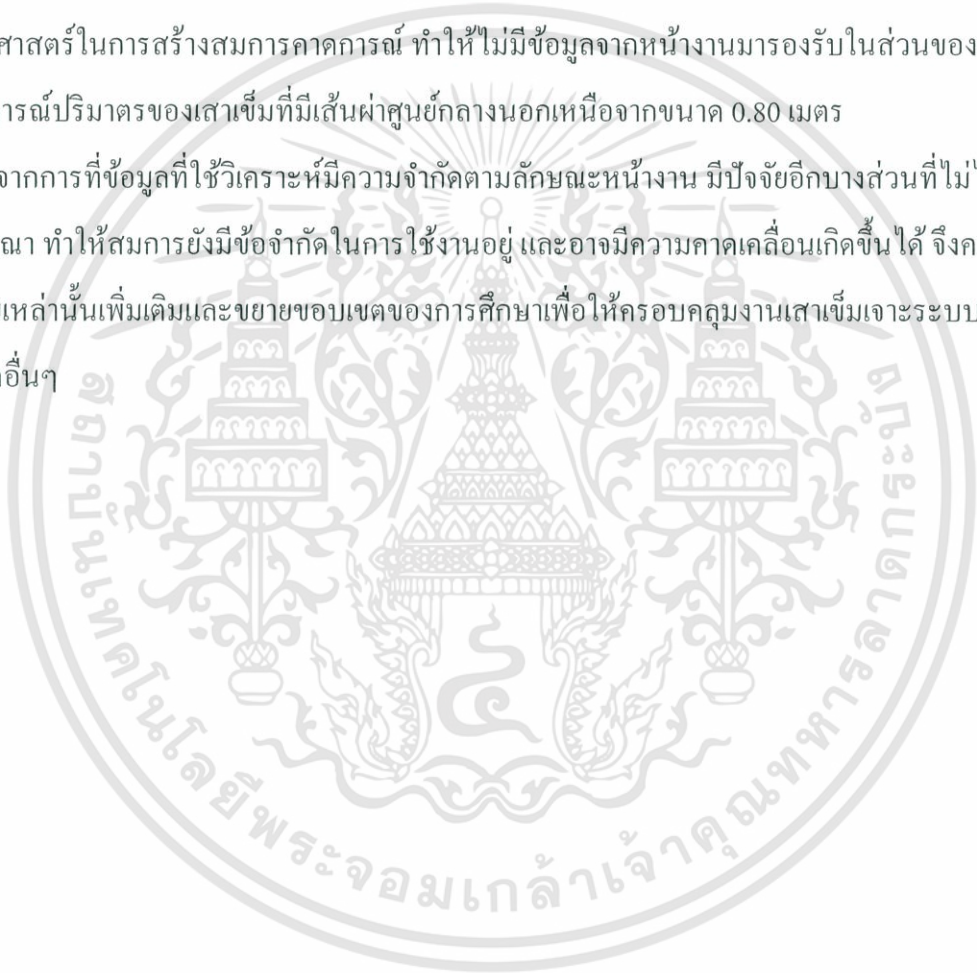 ศาสตร์ในการสร้างสมการคาดการณ์ ทำให้ไม่มีข้อมูลจากหน้างานมารองรับในส่วนของ
ารณ์ปริมาตรของเสาเข็มที่มีเส้นผ่าศูนย์กลางนอกเหนือจากขนาด 0.80 เมตร
จากการที่ข้อมูลที่ใช้วิเคราะห์มีความจำกัดตามลักษณะหน้างาน มีปัจจัยอีกบางส่วนที่ไม่
ณา ทำให้สมการยังมีข้อจำกัดในการใช้งานอยู่ และอาจมีความคาดเคลื่อนเกิดขึ้นได้ จึงค
เหล่านั้นเพิ่มเติมและขยายขอบเขตของการศึกษาเพื่อให้ครอบคลุมงานเสาเข็มเจาะระบบ
อื่นๆ
สถาบันเทคโนโลยีพระจอมเกล้าเจ้าคุณทหารลาดกระบัง